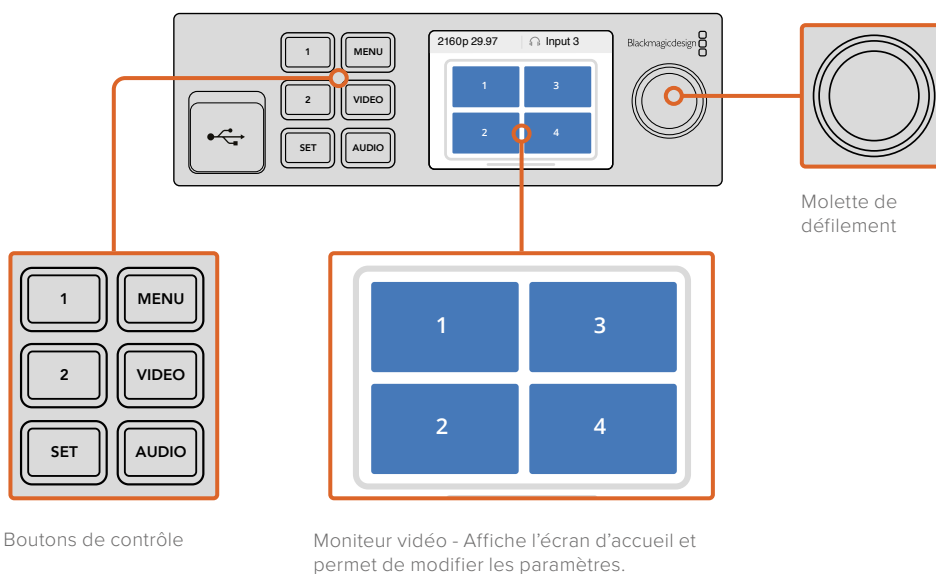 2160p 29.97
Input 3
Blackmagicdesign
1
MENU
2
VIDEO
SET
AUDIO
1
3
2
4
Molette de
défilement
1
MENU
2
VIDEO
SET
AUDIO
1
3
2
4
Boutons de contrôle
Moniteur vidéo - Affiche l’écran d’accueil et
permet de modifier les paramètres.